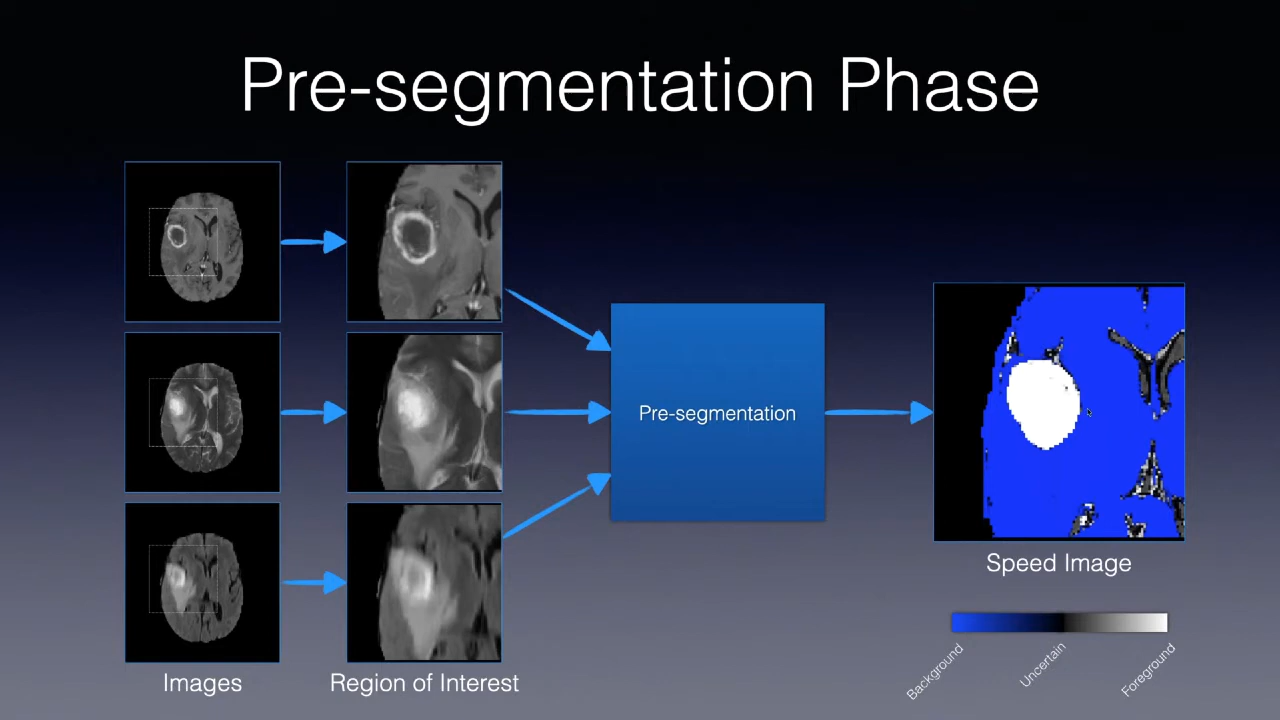 Pre-segmentation Phase
Pre-segmentation
Speed Image
Background
Uncertain
Foreground
Images
Region of Interest